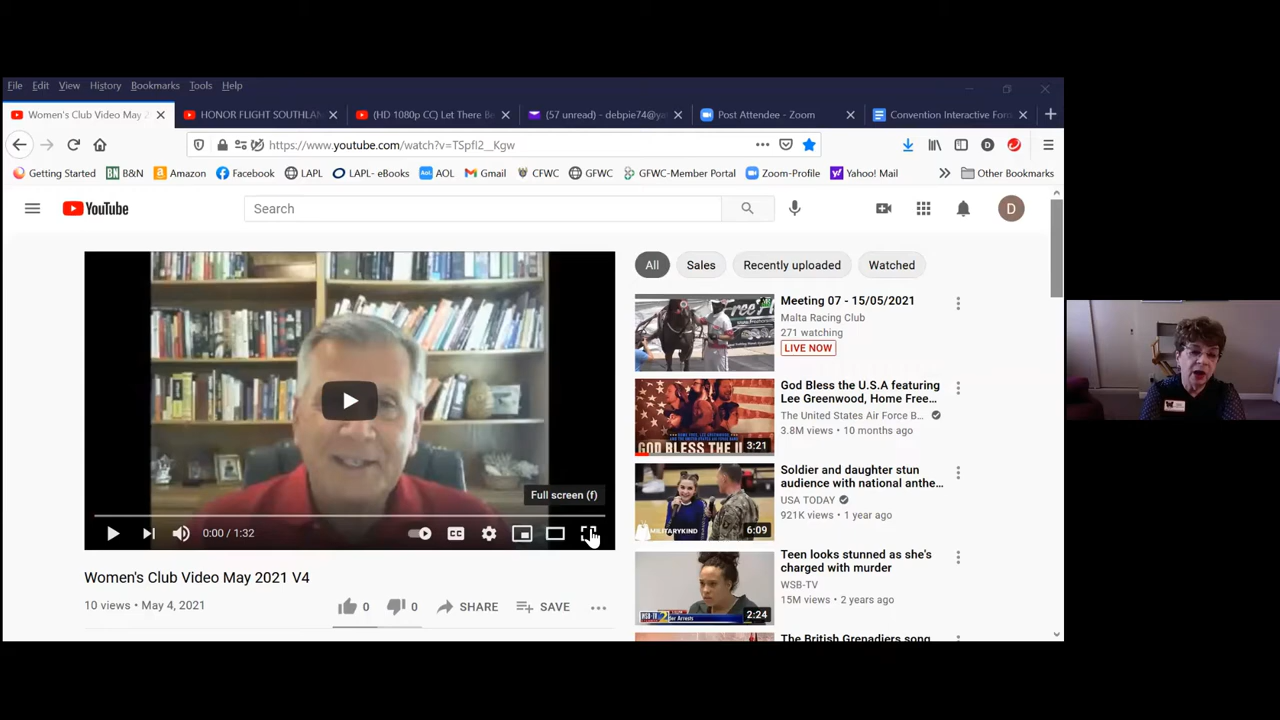 File Edit View History Bookmarks Tools Help
Women's Club Video May 2
HONOR FLIGHT SOUTHLAN
(HD 1080p CQ) Let There Be
(57 unread) - debpie74@ya
Post Attendee - Zoom
Convention Interactive For
https://www.youtube.com/watch?v=TSpfl2__Kgw
Getting Started B&N Amazon Facebook LAPL LAPL- eBooks AOL Gmail CFWC GFWC GFWC-Member Portal Zoom-Profile Yahoo! Mail Other Bookmarks
YouTube
Search
D
All Sales Recently uploaded Watched
Meeting 07 - 15/05/2021
Malta Racing Club
271 watching
LIVE NOW
God Bless the U.S.A featuring
Lee Greenwood, Home Free...
The United States Air Force B...
3.8M views • 10 months ago
GOD BLESS THE U
3:21
Soldier and daughter stun
audience with national anthe...
USA TODAY
921K views • 1 year ago
MILITARYKIND
6:09
Teen looks stunned as she's
charged with murder
WSB-TV
15M views • 2 years ago
2:24
The British Grenadiers song
Full screen (f)
0:00 / 1:32
CC
Women's Club Video May 2021 V4
10 views • May 4, 2021
0 0 SHARE SAVE